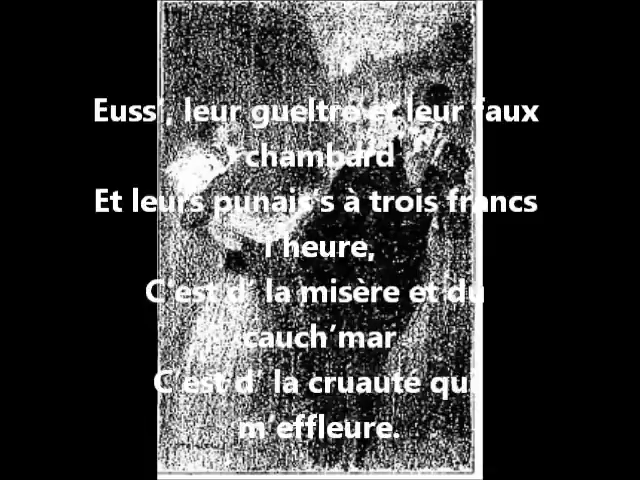 Euss', leur gueltre et leur faux
chambard
Et leurs punais's à trois francs
l'heure,
C'est d' la misère et du
cauch'mar
C'est d' la cruauté qui
m'effleure.